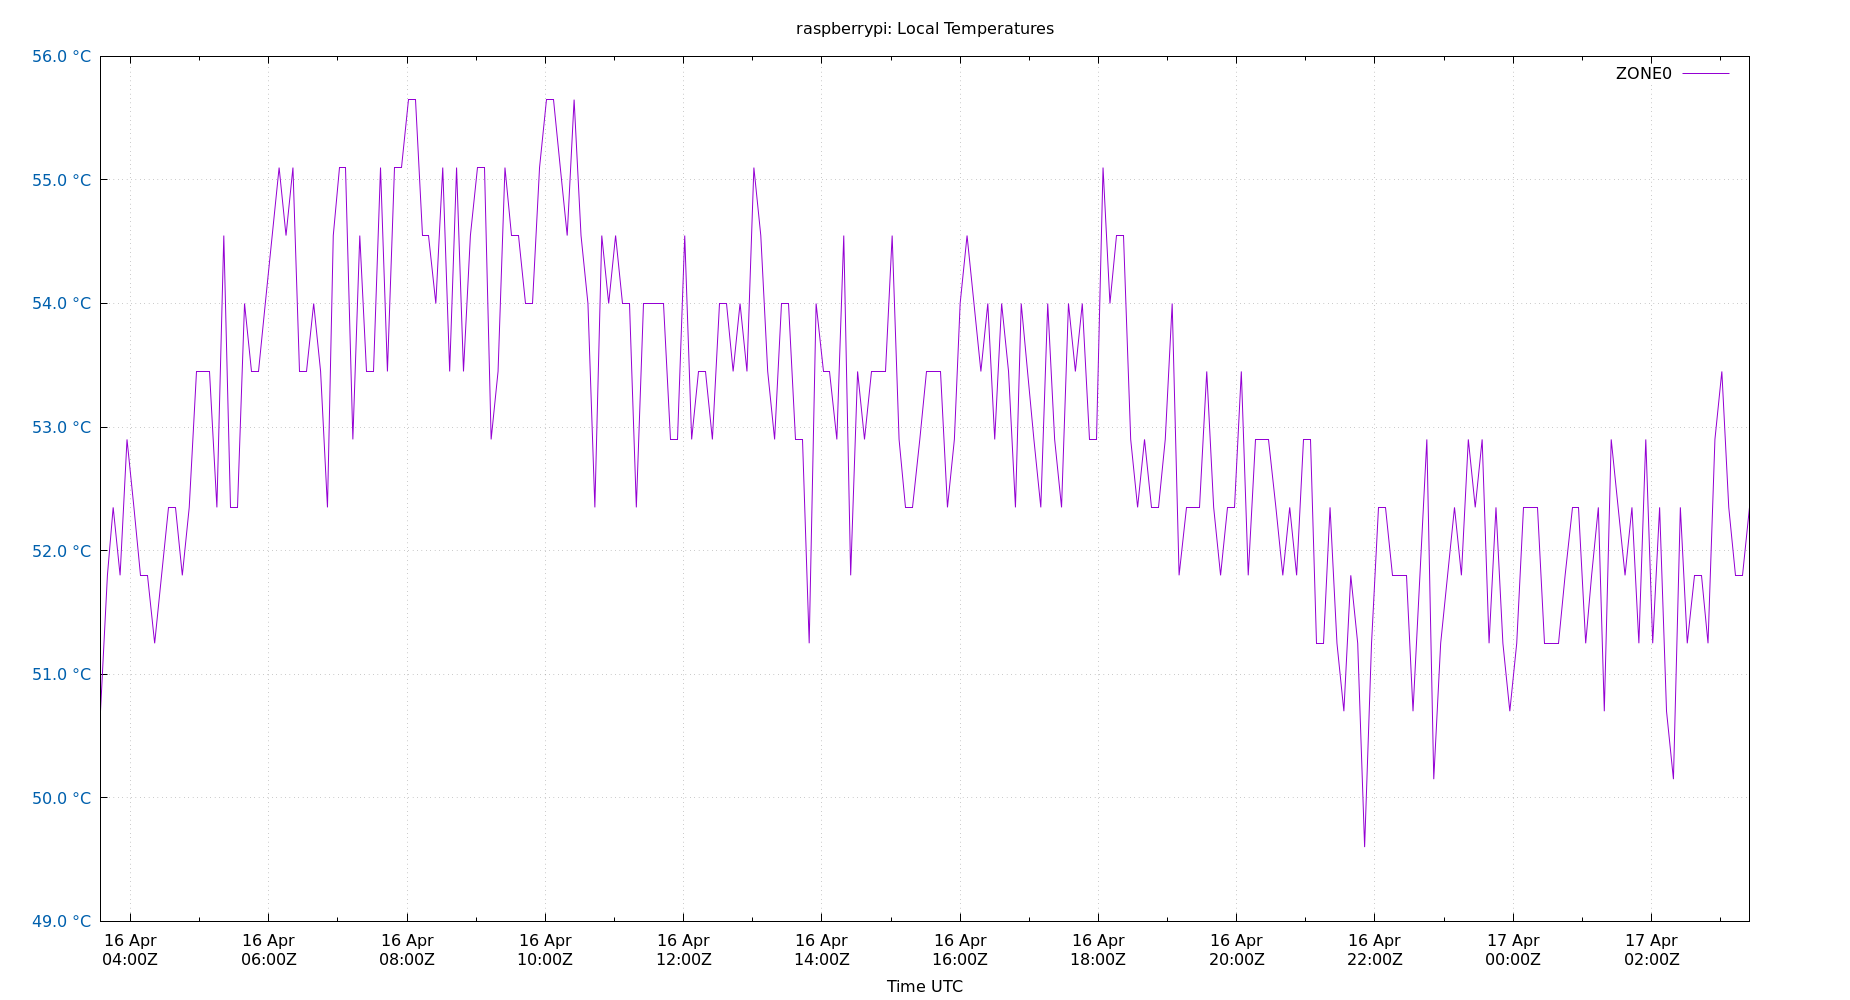 raspberrypi: Local Temperatures
56.0 °C
ZONE0
55.0 °C
54.0 °C
53.0 °C
52.0 °C
51.0 °C
50.0 °C
49.0 °C
16 Apr 16 Apr 16 Apr 16 Apr 16 Apr 16 Apr 16 Apr 16 Apr 16 Apr 16 Apr 17 Apr 17 Apr
04:00Z 06:00Z 08:00Z 10:00Z 12:00Z 14:00Z 16:00Z 18:00Z 20:00Z 22:00Z 00:00Z 02:00Z
Time UTC